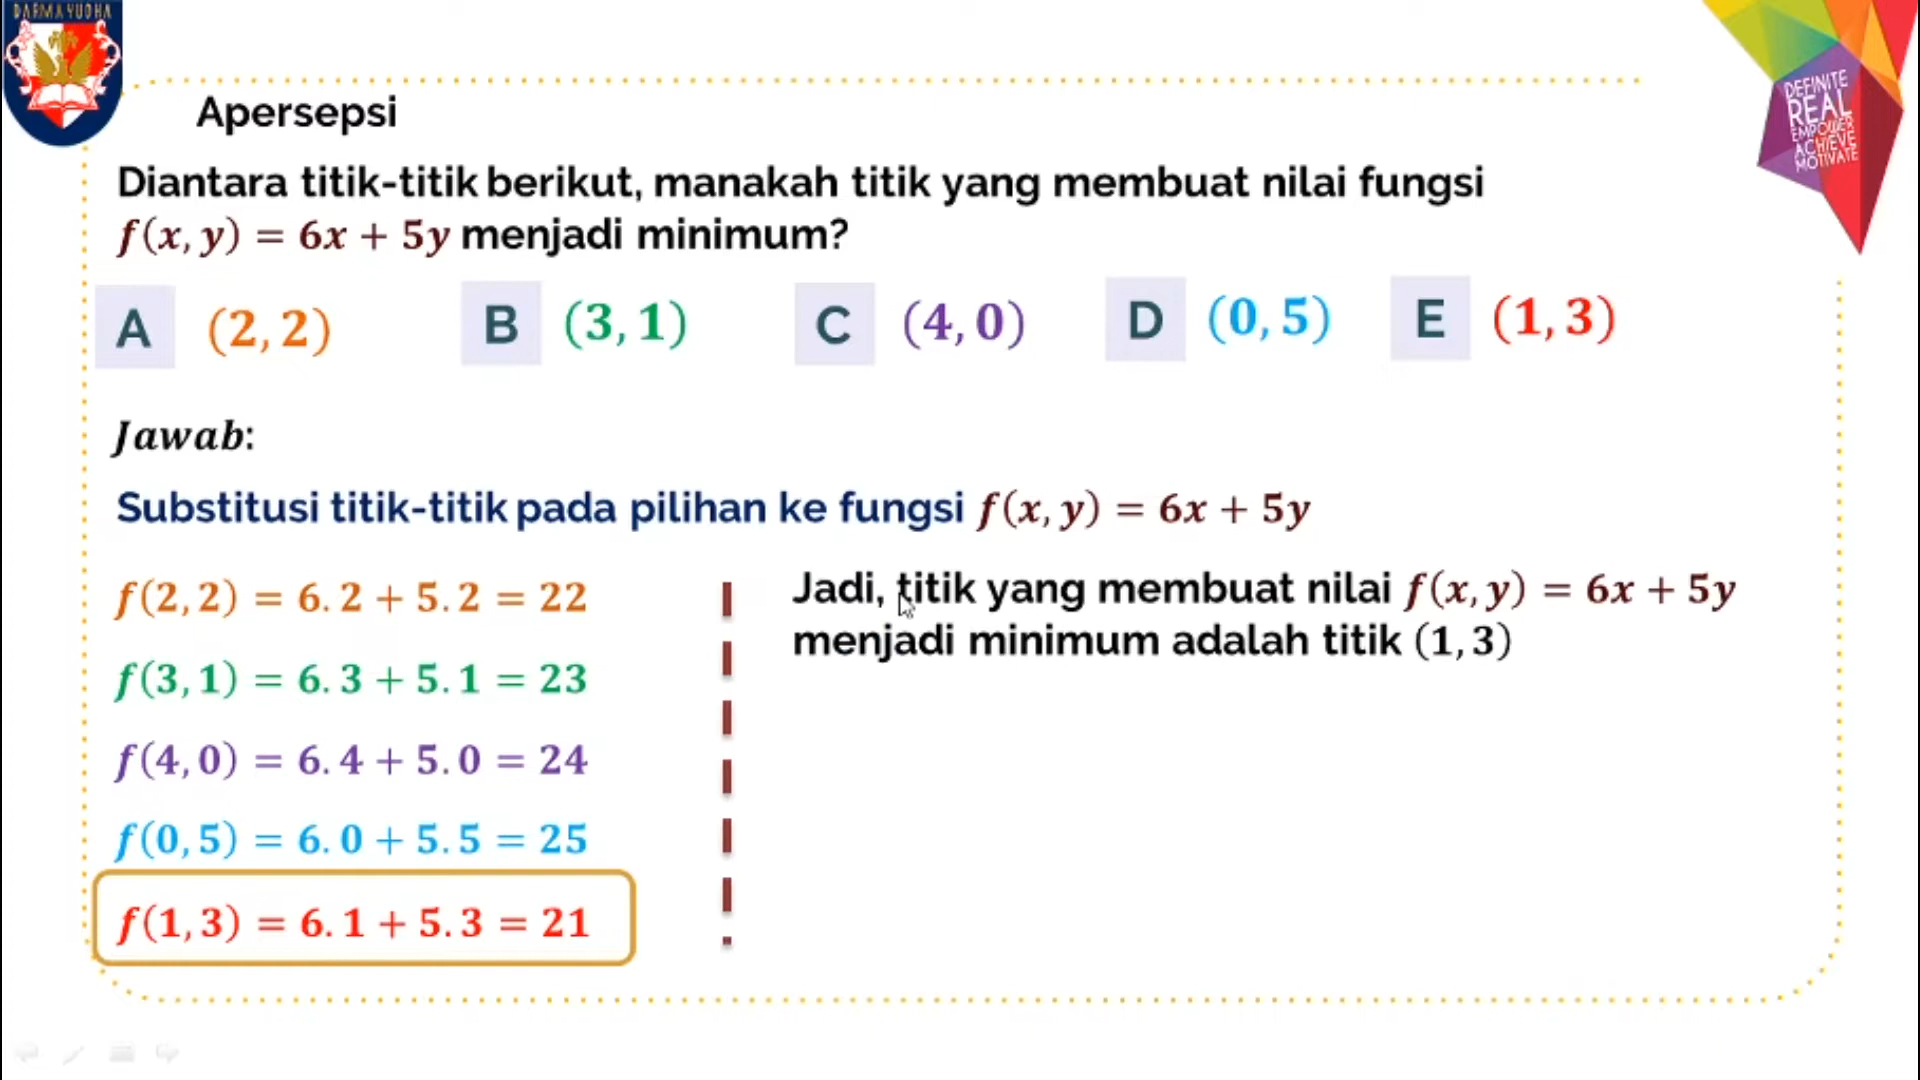 DARMA YUDHA
DEFINITE
REAL
EMPOWER
ACHIEVE
MOTIVATE
Apersepsi
Diantara titik-titik berikut, manakah titik yang membuat nilai fungsi
f(x, y) = 6x + 5y menjadi minimum?
A (2, 2) B (3, 1) C (4, 0) D (0, 5) E (1, 3)
Jawab:
Substitusi titik-titik pada pilihan ke fungsi f(x, y) = 6x + 5y
f(2, 2) = 6. 2 + 5. 2 = 22
f(3, 1) = 6. 3 + 5. 1 = 23
f(4, 0) = 6. 4 + 5. 0 = 24
f(0, 5) = 6. 0 + 5. 5 = 25
f(1, 3) = 6. 1 + 5. 3 = 21
Jadi, titik yang membuat nilai f(x, y) = 6x + 5y
menjadi minimum adalah titik (1, 3)